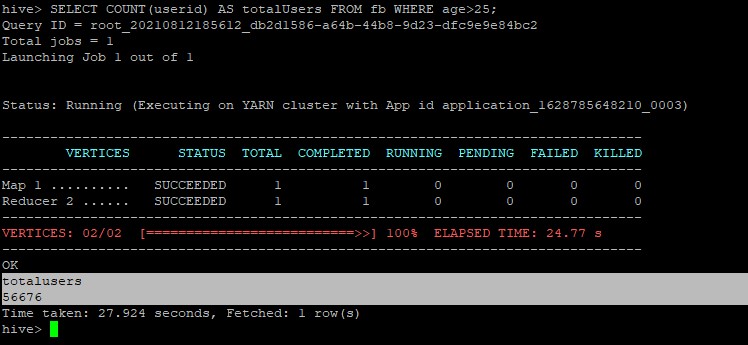 hive> SELECT COUNT(userid) AS totalUsers FROM fb WHERE age>25;
Query ID = root_20210812185612_db2d1586-a64b-44b8-9d23-dfc9e9e84bc2
Total jobs = 1
Launching Job 1 out of 1
Status: Running (Executing on YARN cluster with App id application_1628785648210_0003)
--------------------------------------------------------------------------------
VERTICES STATUS TOTAL COMPLETED RUNNING PENDING FAILED KILLED
--------------------------------------------------------------------------------
Map 1 .......... SUCCEEDED 1 1 0 0 0 0
Reducer 2 ...... SUCCEEDED 1 1 0 0 0 0
--------------------------------------------------------------------------------
VERTICES: 02/02 [==========================>>] 100% ELAPSED TIME: 24.77 s
--------------------------------------------------------------------------------
OK
totalusers
56676
Time taken: 27.924 seconds, Fetched: 1 row(s)
hive>